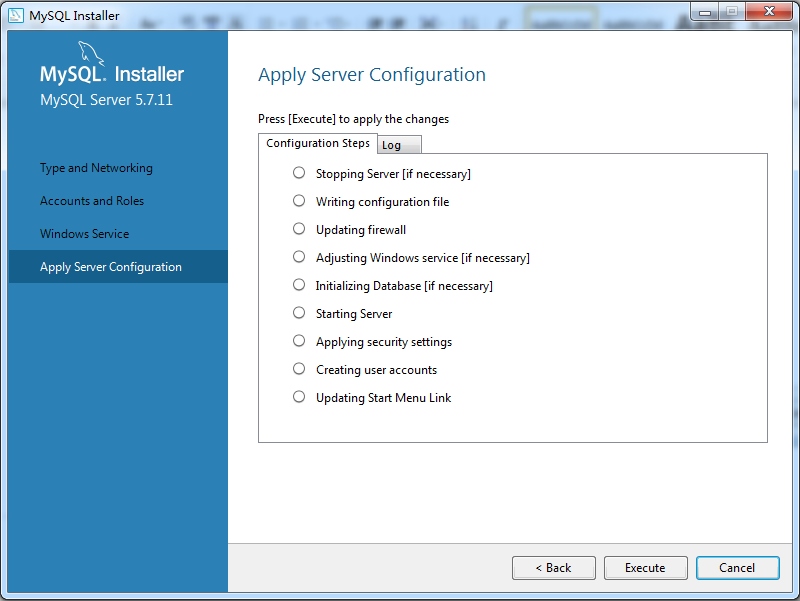 MySQL Installer
MySQL. Installer
MySQL Server 5.7.11
Type and Networking
Accounts and Roles
Windows Service
Apply Server Configuration
Apply Server Configuration
Press [Execute] to apply the changes
Configuration Steps
Log
Stopping Server [if necessary]
Writing configuration file
Updating firewall
Adjusting Windows service [if necessary]
Initializing Database [if necessary]
Starting Server
Applying security settings
Creating user accounts
Updating Start Menu Link
< Back
Execute
Cancel